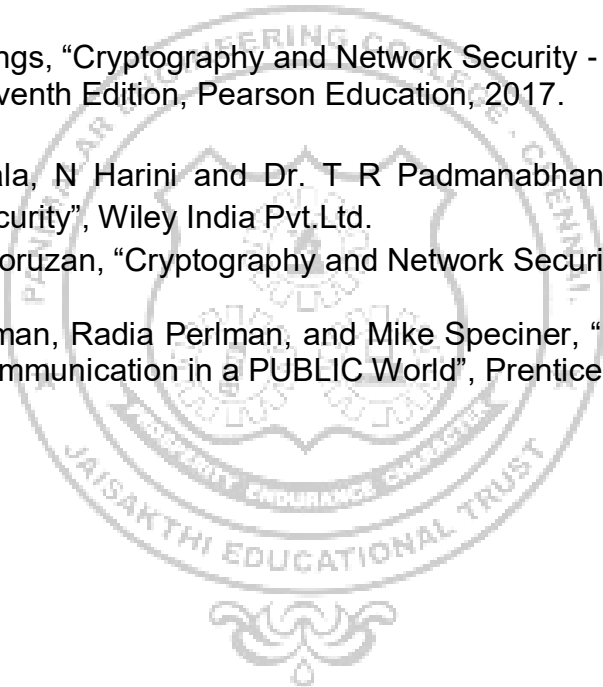 ngs, “Cryptography and Network Security -
venth Edition, Pearson Education, 2017.
ala, N Harini and Dr. T R Padmanabhan
curity”, Wiley India Pvt.Ltd.
oruzan, “Cryptography and Network Securi
man, Radia Perlman, and Mike Speciner, “
ommunication in a PUBLIC World”, Prentice
ENDURANCE
JAISAKTHI EDUCATIONAL TRUST